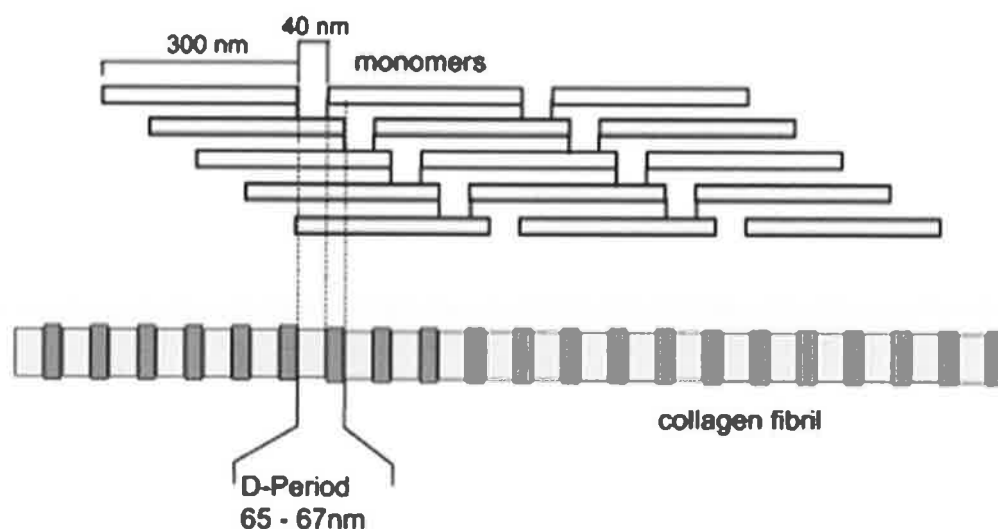 40 nm
300 nm
monomers
collagen fibril
D-Period
65 - 67nm